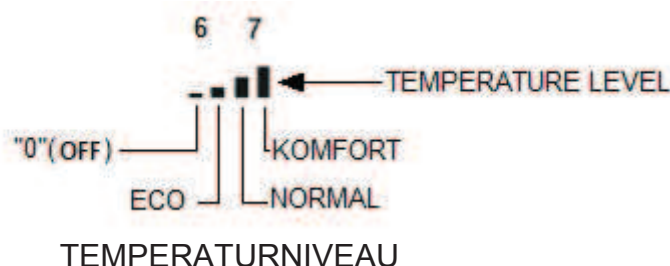 6 7
TEMPERATURE LEVEL
"0"(OFF) KOMFORT
ECO NORMAL
TEMPERATURNIVEAU